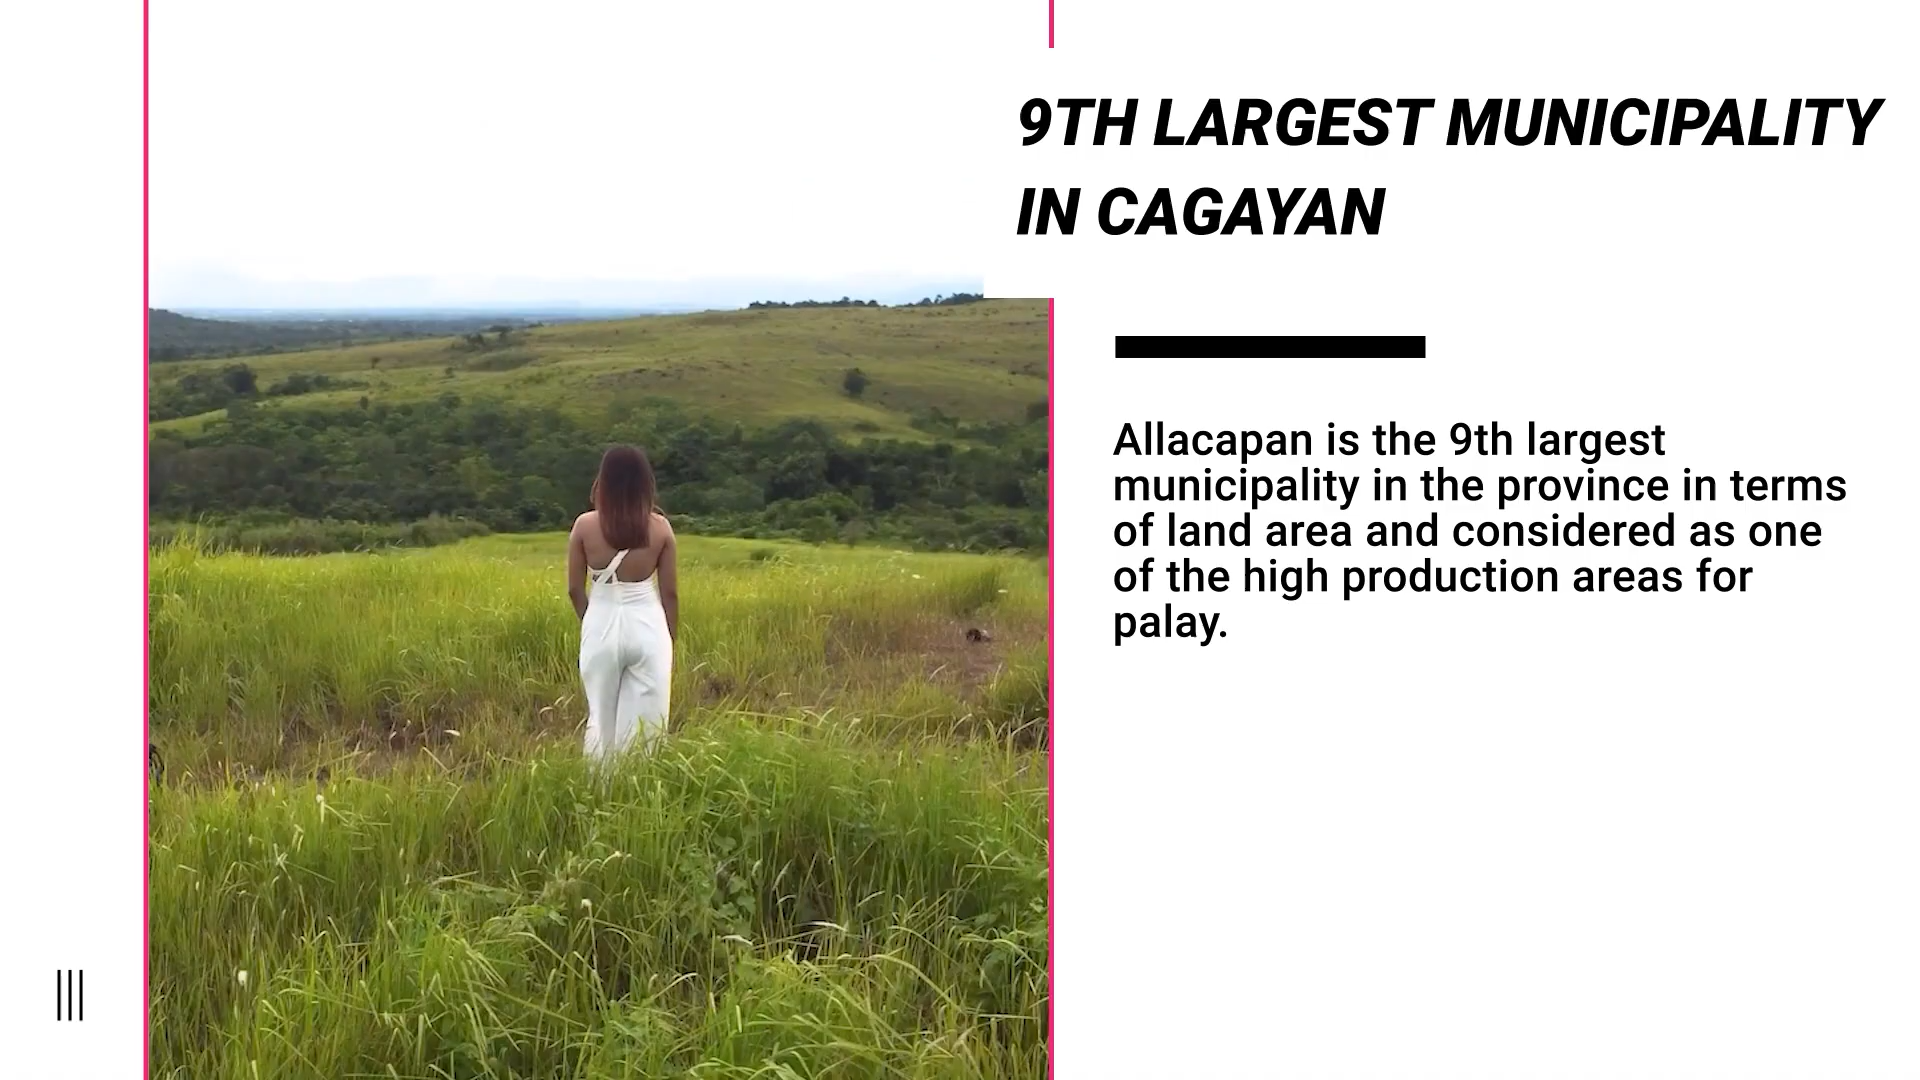 9TH LARGEST MUNICIPALITY
IN CAGAYAN
Allacapan is the 9th largest
municipality in the province in terms
of land area and considered as one
of the high production areas for
palay.